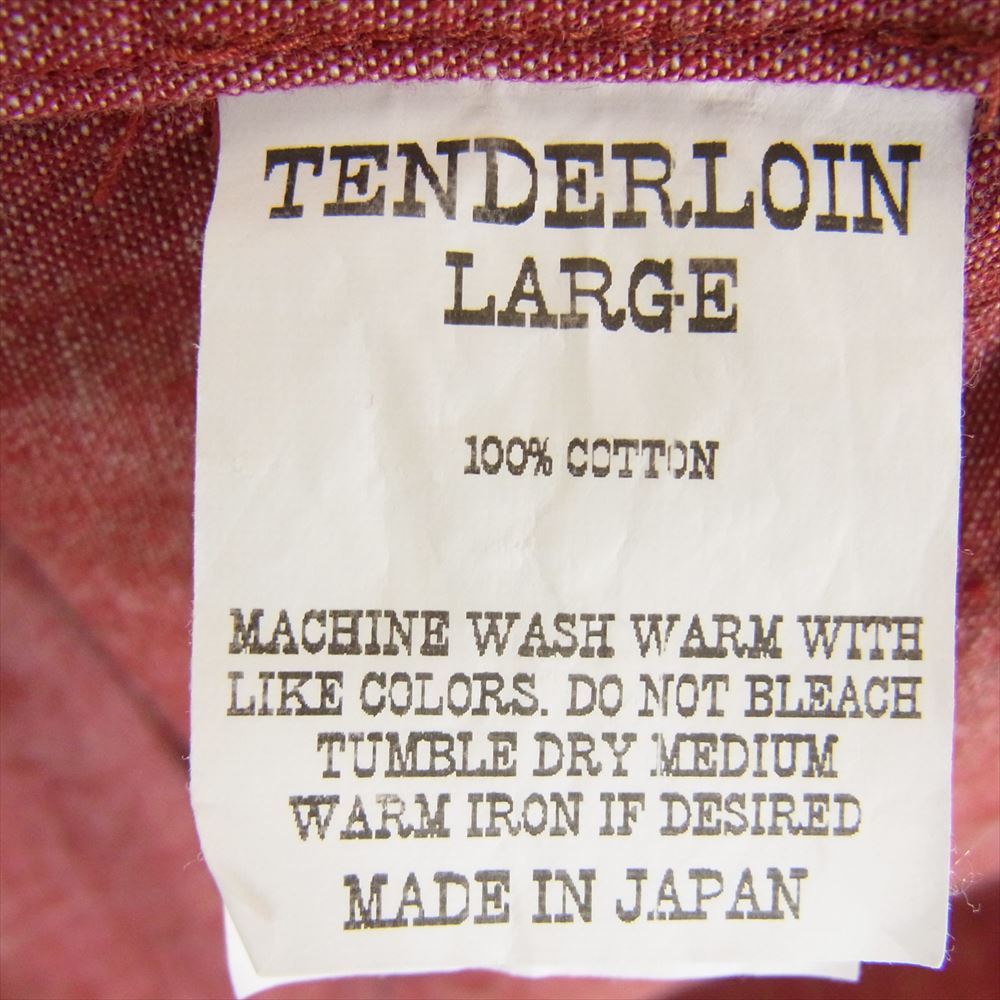 TENDERLOIN
LARGE
100% COTTON
MACHINE WASH WARM WITH
LIKE COLORS. DO NOT BLEACH
TUMBLE DRY MEDIUM
WARM IRON IF DESIRED
MADE IN JAPAN